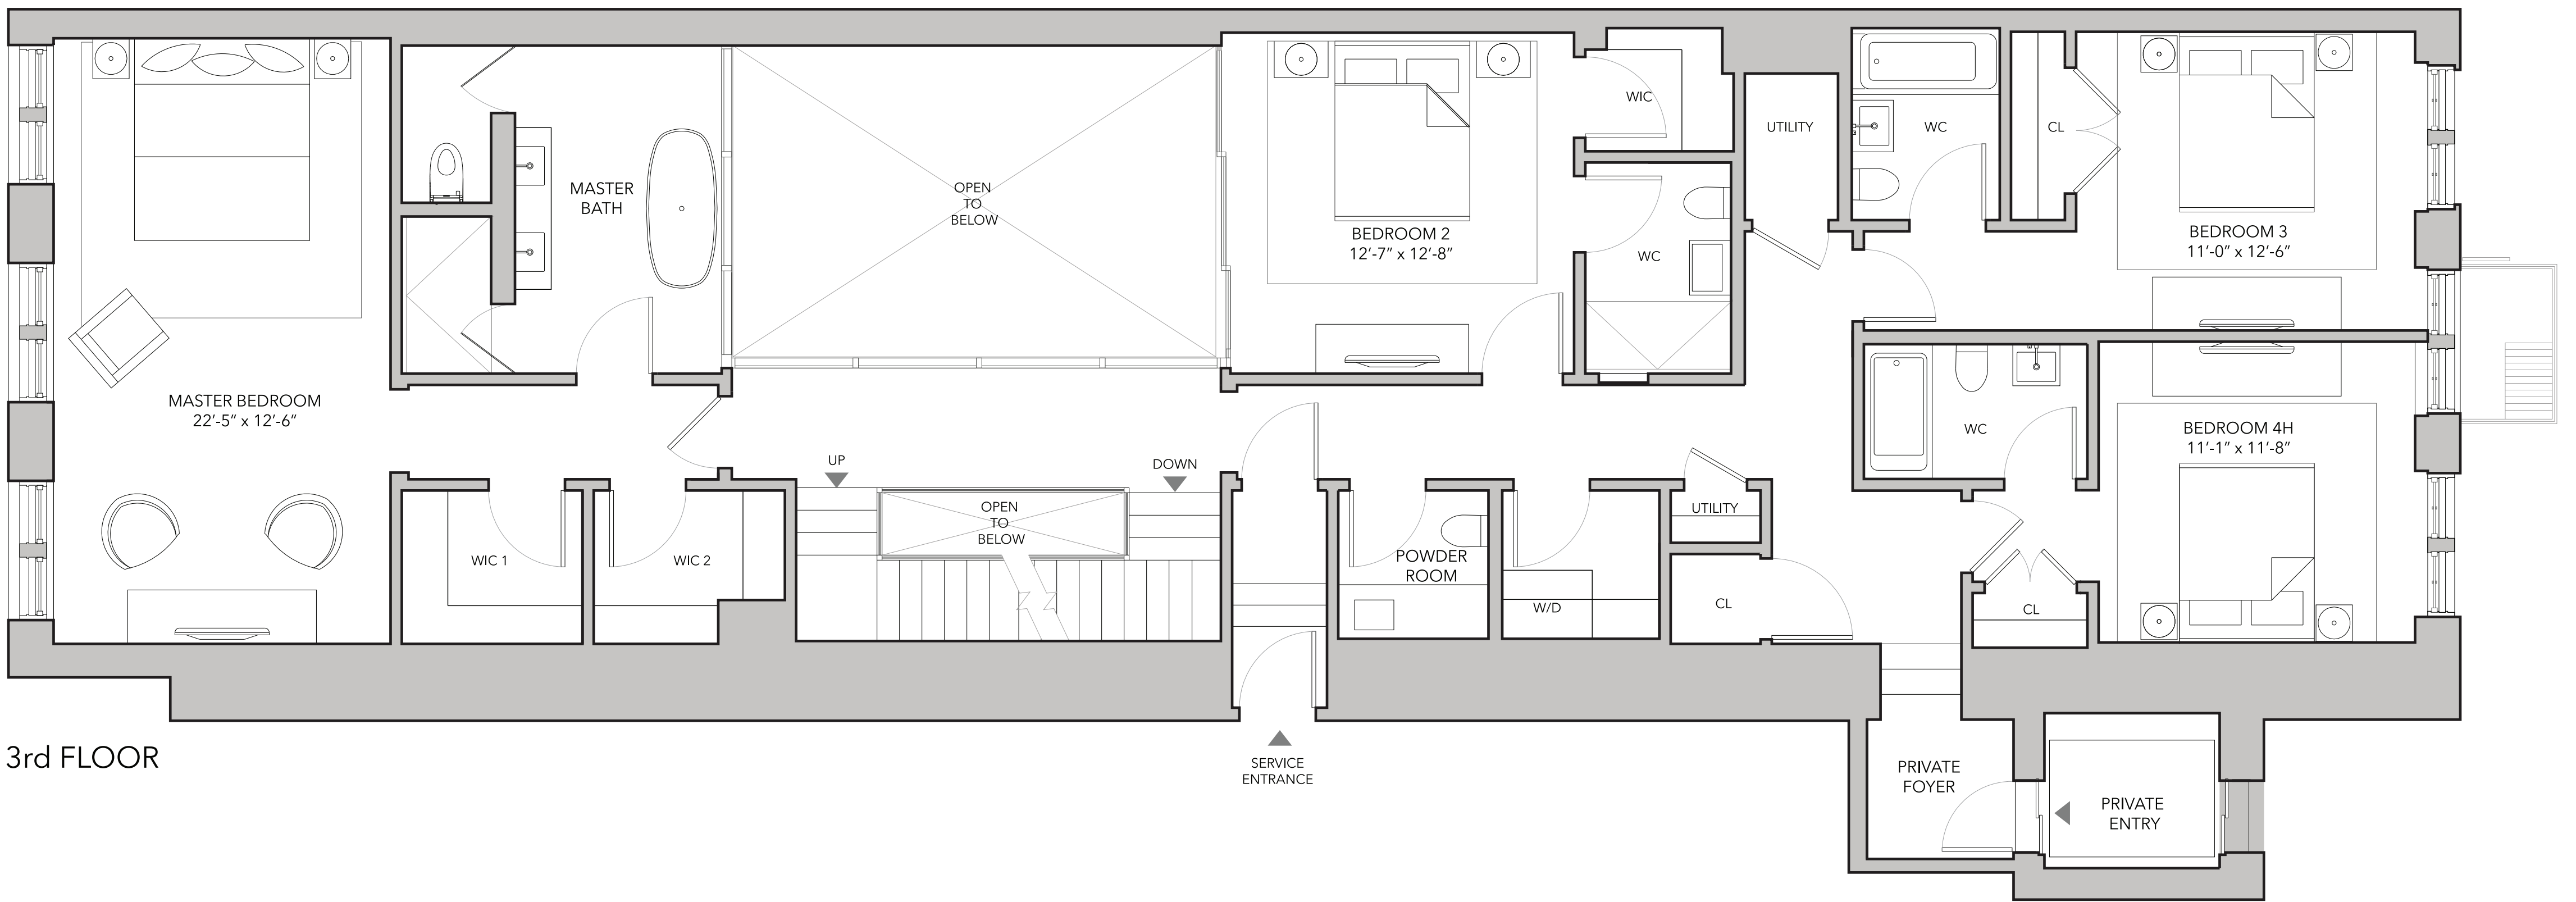 MASTER
BATH
OPEN
TO
BELOW
BEDROOM 2
12'-7” x 12'-8”
WIC
WC
UTILITY
WC
CL
BEDROOM 3
11'-0” x 12'-6”
MASTER BEDROOM
22'-5” x 12'-6”
UP
DOWN
WIC 1
WIC 2
OPEN
TO
BELOW
POWDER
ROOM
W/D
UTILITY
CL
WC
BEDROOM 4H
11'-1” x 11'-8”
CL
3rd FLOOR
SERVICE
ENTRANCE
PRIVATE
FOYER
PRIVATE
ENTRY